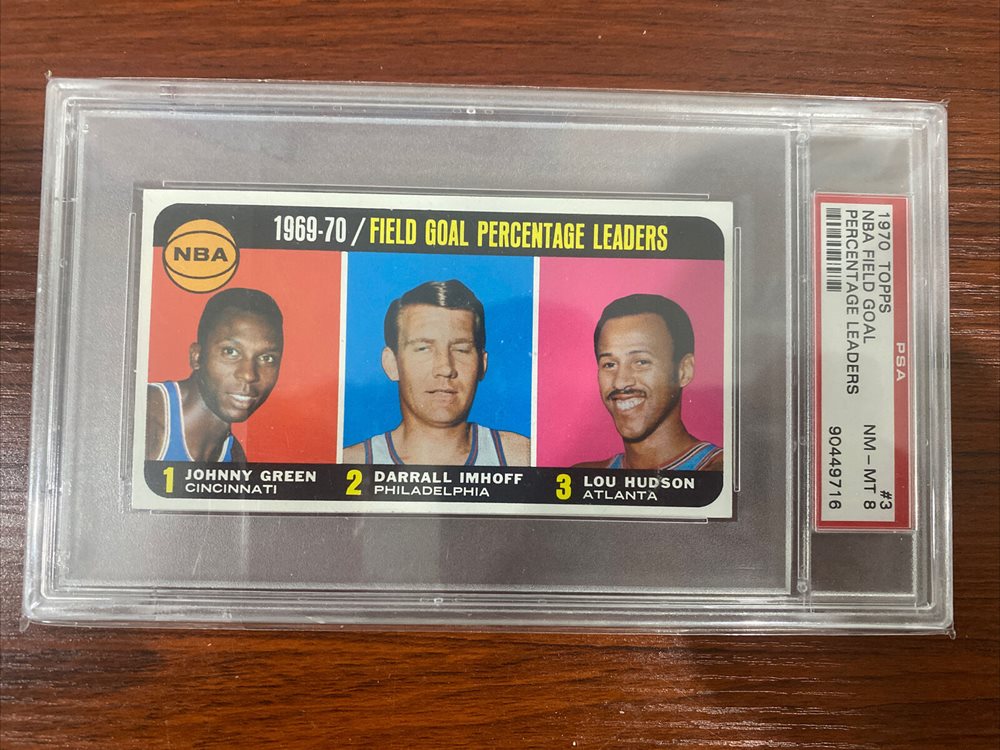 1969-70 / FIELD GOAL PERCENTAGE LEADERS
NBA
1 JOHNNY GREEN
CINCINNATI
2 DARRALL IMHOFF
PHILADELPHIA
3 LOU HUDSON
ATLANTA
PSA
1970 TOPPS #3
NBA FIELD GOAL NM - MT 8
PERCENTAGE LEADERS 90449716